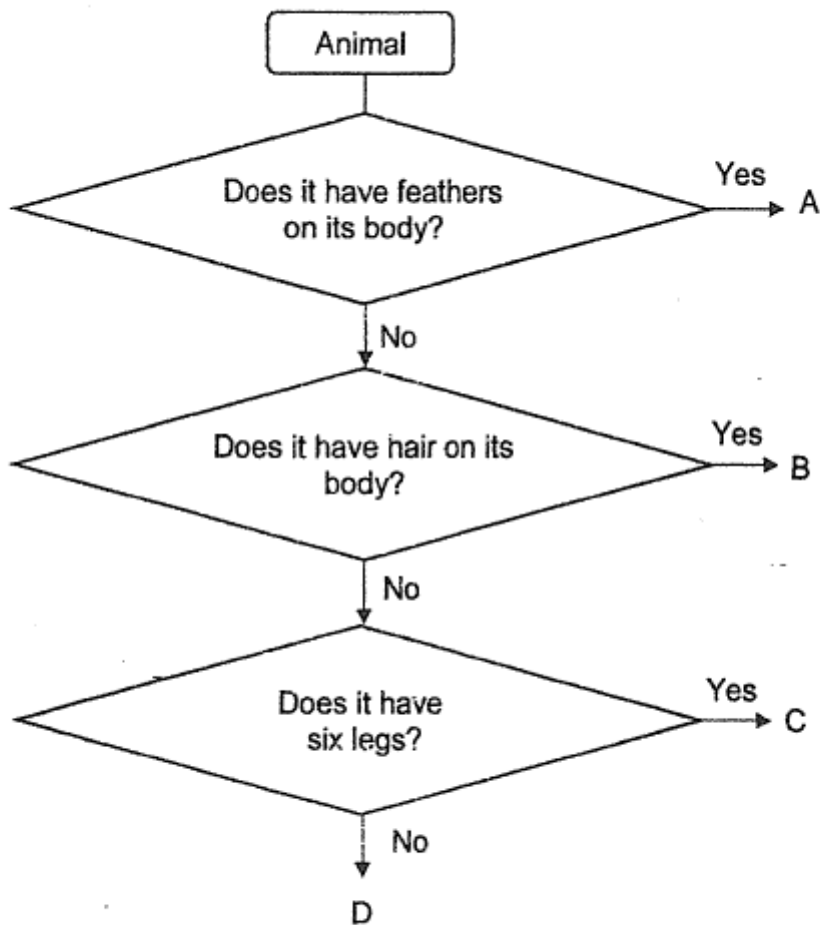 Animal
Does it have feathers
on its body?
Yes
A
No
Does it have hair on its
body?
Yes
B
No
Does it have
six legs?
Yes
C
No
D